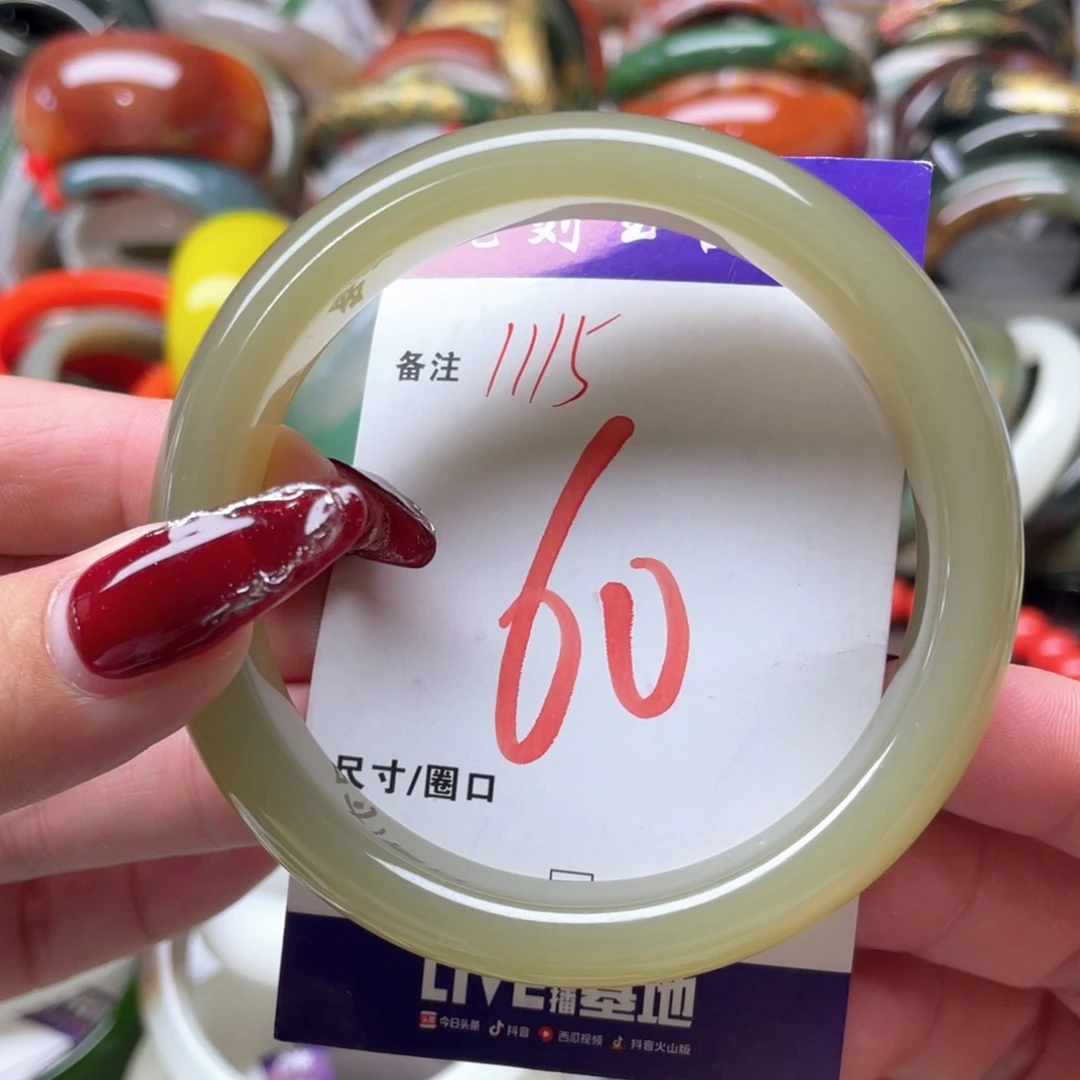 备注 1115
60
尺寸/圈口
LIVE播基地
今日头条 抖音 西瓜视频 抖音火山版